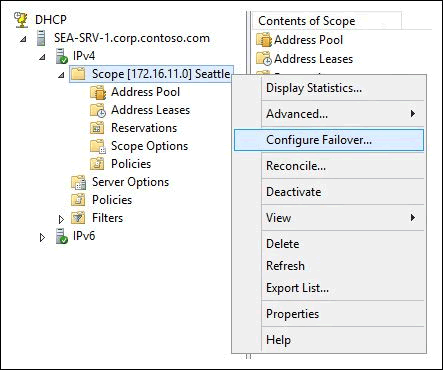 DHCP
SEA-SRV-1.corp.contoso.com
IPv4
Scope [172.16.11.0] Seattle
Address Pool
Address Leases
Reservations
Scope Options
Policies
Server Options
Policies
Filters
IPv6
Contents of Scope
Address Pool
Address Leases
Display Statistics...
Advanced...
Configure Failover...
Reconcile...
Deactivate
View
Delete
Refresh
Export List...
Properties
Help